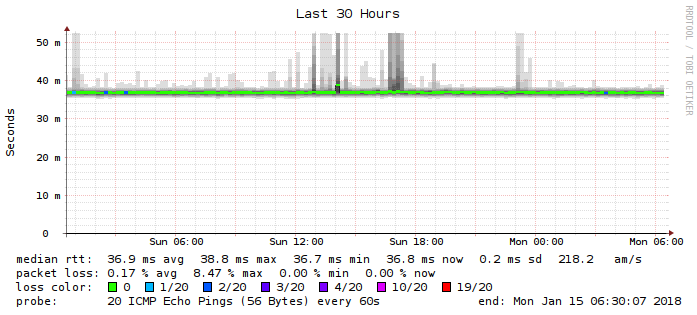 Last 30 Hours
RRDTOOL / TOBI OETIKER
Seconds
50 m
40 m
30 m
20 m
10 m
0
Sun 06:00 Sun 12:00 Sun 18:00 Mon 00:00 Mon 06:00
median rtt: 36.9 ms avg 38.8 ms max 36.7 ms min 36.8 ms now 0.2 ms sd 218.2 am/s
packet loss: 0.17 % avg 8.47 % max 0.00 % min 0.00 % now
loss color: 0 1/20 2/20 3/20 4/20 10/20 19/20
probe: 20 ICMP Echo Pings (56 Bytes) every 60s end: Mon Jan 15 06:30:07 2018